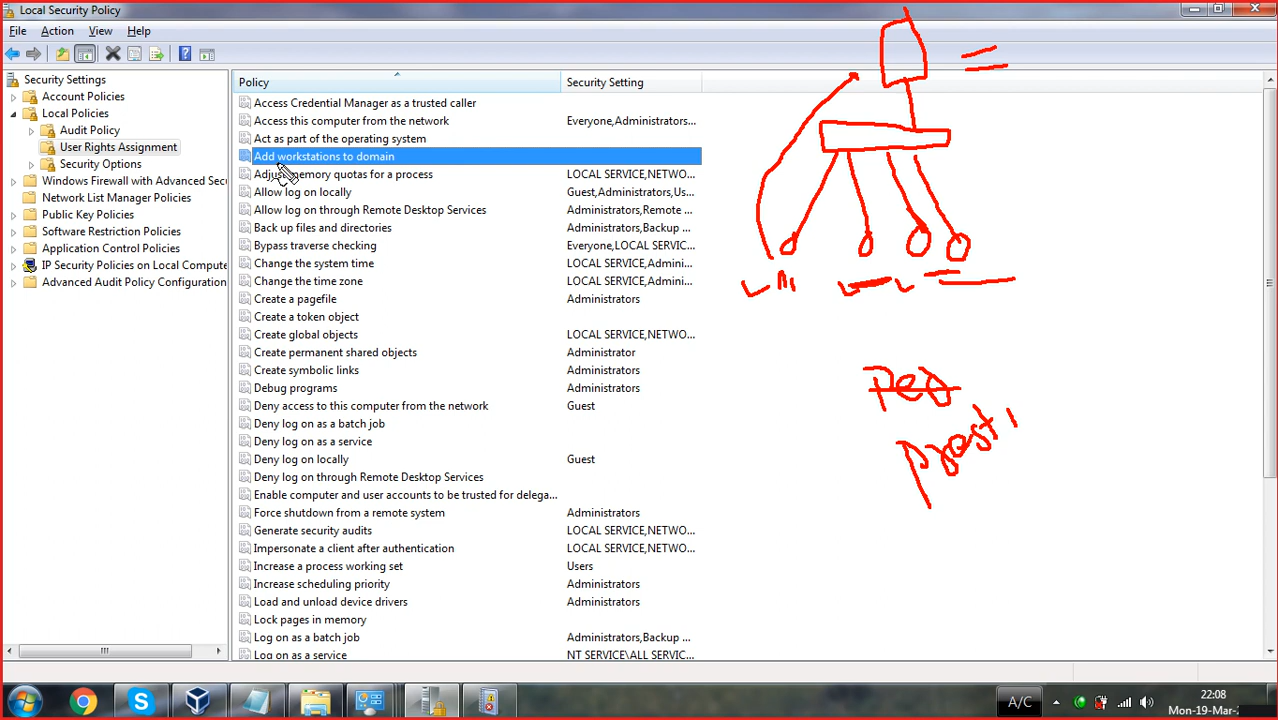 Local Security Policy
File Action View Help
Security Settings
Account Policies
Local Policies
Audit Policy
User Rights Assignment
Security Options
Windows Firewall with Advanced Secu
Network List Manager Policies
Public Key Policies
Software Restriction Policies
Application Control Policies
IP Security Policies on Local Compute
Advanced Audit Policy Configuration
Policy Security Setting
Access Credential Manager as a trusted caller
Access this computer from the network Everyone,Administrators...
Act as part of the operating system
Add workstations to domain
Adjust memory quotas for a process LOCAL SERVICE,NETWO...
Allow log on locally Guest,Administrators,Us...
Allow log on through Remote Desktop Services Administrators,Remote ...
Back up files and directories Administrators,Backup ...
Bypass traverse checking Everyone,LOCAL SERVIC...
Change the system time LOCAL SERVICE,Admini...
Change the time zone LOCAL SERVICE,Admini...
Create a pagefile Administrators
Create a token object
Create global objects LOCAL SERVICE,NETWO...
Create permanent shared objects Administrator
Create symbolic links Administrators
Debug programs Administrators
Deny access to this computer from the network Guest
Deny log on as a batch job
Deny log on as a service
Deny log on locally Guest
Deny log on through Remote Desktop Services
Enable computer and user accounts to be trusted for delega...
Force shutdown from a remote system Administrators
Generate security audits LOCAL SERVICE,NETWO...
Impersonate a client after authentication LOCAL SERVICE,NETWO...
Increase a process working set Users
Increase scheduling priority Administrators
Load and unload device drivers Administrators
Lock pages in memory
Log on as a batch job Administrators,Backup ...
Log on as a service NT SERVICE\ALL SERVIC...
A/C
22:08
Mon-19-Mar-2